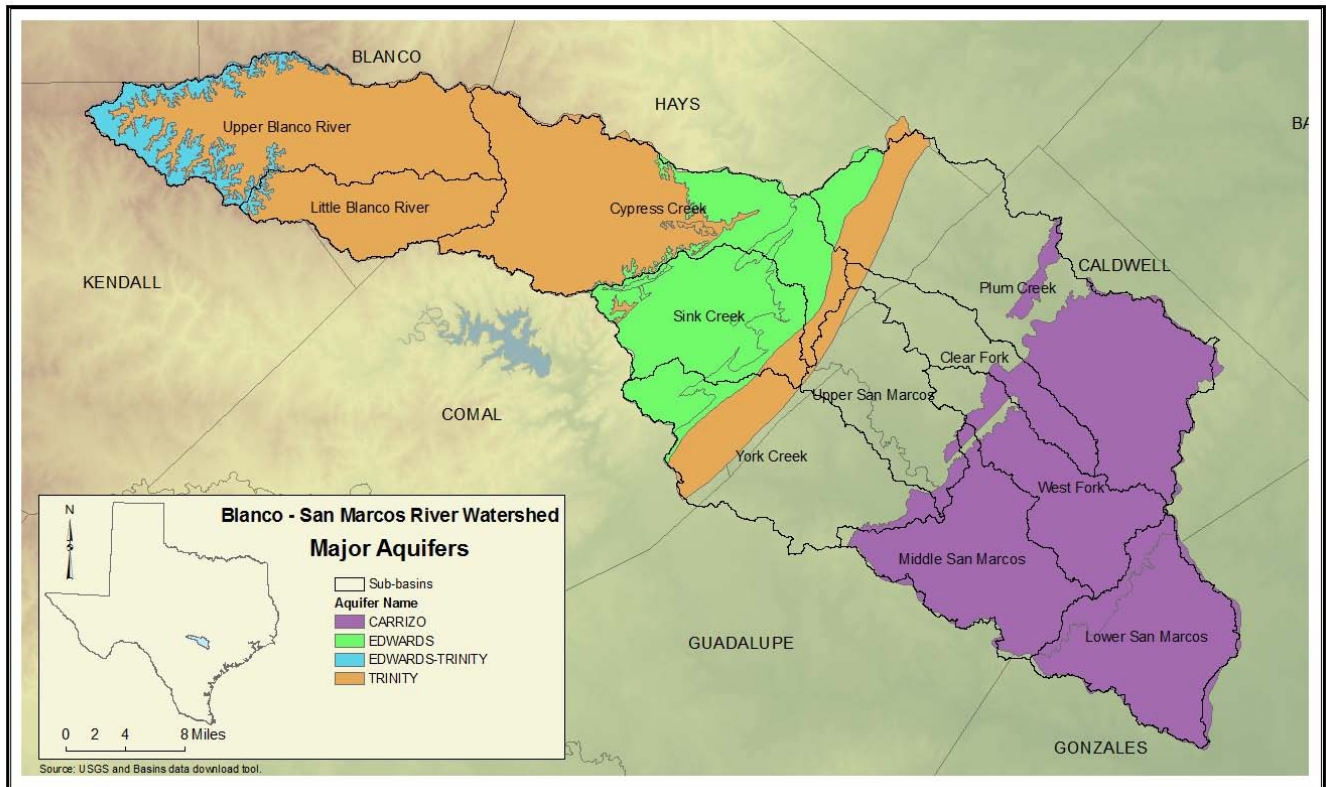 BLANCO
HAYS
BA
Upper Blanco River
Little Blanco River
Cypress Creek
KENDALL
CALDWELL
Plum Creek
Sink Creek
Clear Fork
Upper San Marcos
COMAL
York Creek
West Fork
Middle San Marcos
GUADALUPE
Lower San Marcos
GONZALES
N
Blanco - San Marcos River Watershed
Major Aquifers
Sub-basins
Aquifer Name
CARRIZO
EDWARDS
EDWARDS-TRINITY
TRINITY
0 2 4 8 Miles
Source: USGS and Basins data download tool.